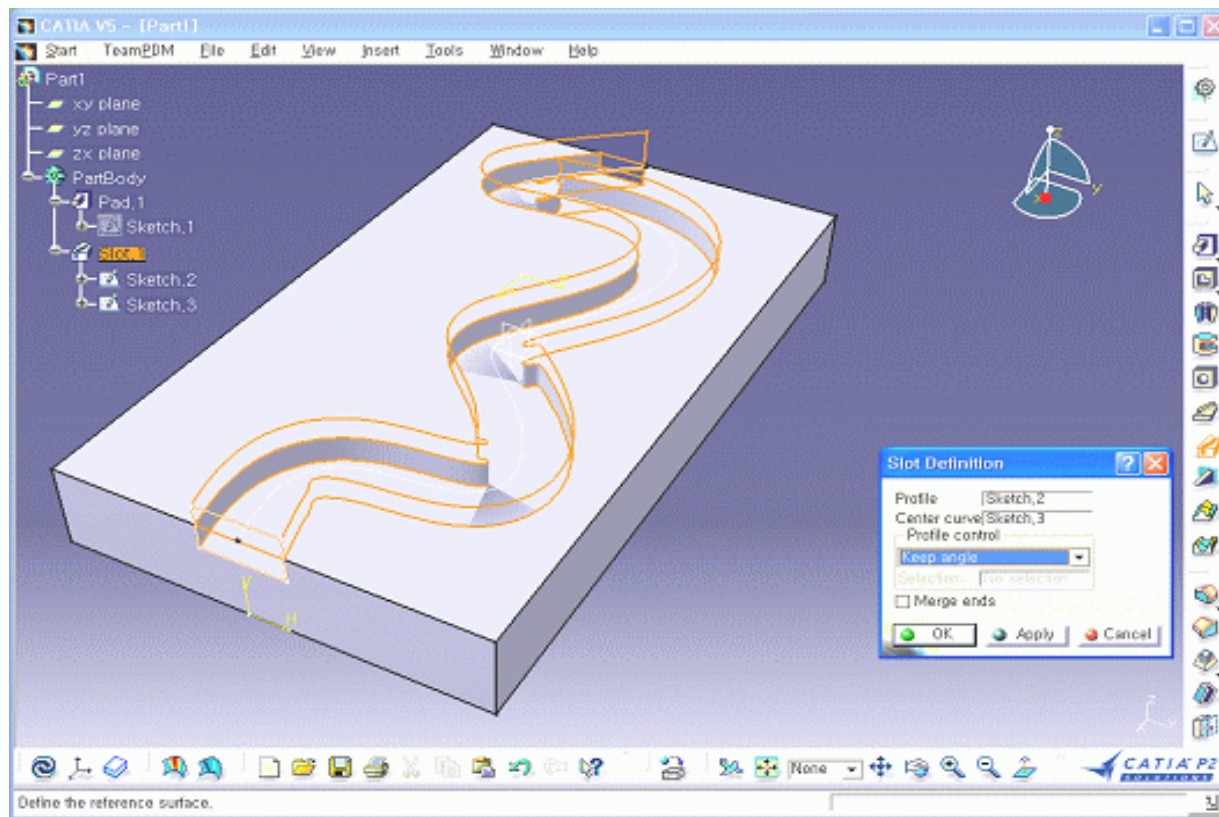 CATIA V5 - [Part1]
Start TeamPDM File Edit View Insert Tools Window Help
Part1
xy plane
yz plane
zx plane
PartBody
Pad.1
Sketch.1
Slot.1
Sketch.2
Sketch.3
z
y
x
V
H
Slot Definition
Profile Sketch.2
Center curve Sketch.3
Profile control
Keep angle
Selection: No selection
Merge ends
OK Apply Cancel
None
CATIA P2
SOLUTIONS
Define the reference surface.